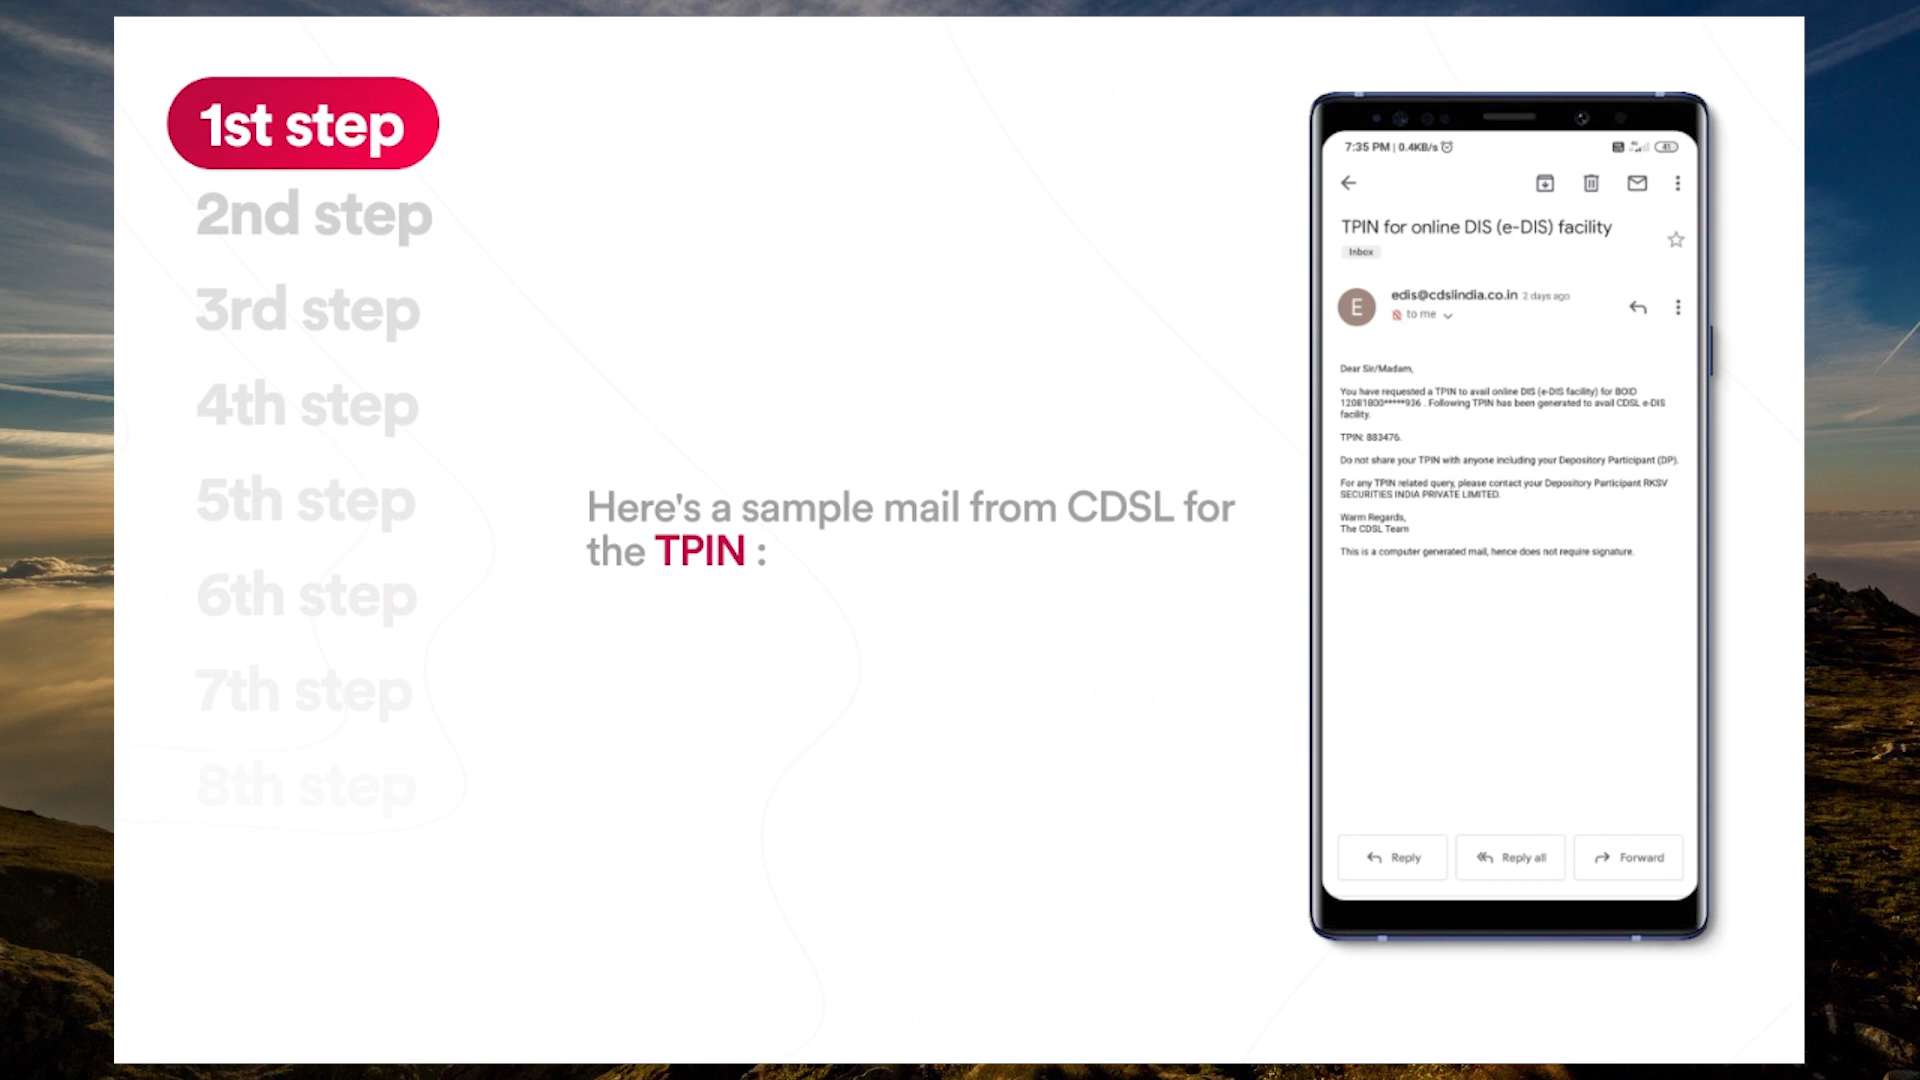 1st step
2nd step
3rd step
4th step
5th step
6th step
7th step
8th step
Here's a sample mail from CDSL for
the TPIN :
7:35 PM | 0.4KB/s
41
TPIN for online DIS (e-DIS) facility
Inbox
E
edis@cdslindia.co.in 2 days ago
to me
Dear Sir/Madam,
You have requested a TPIN to avail online DIS (e-DIS facility) for BOID
12081800*****936 . Following TPIN has been generated to avail CDSL e-DIS
facility.
TPIN: 883476.
Do not share your TPIN with anyone including your Depository Participant (DP).
For any TPIN related query, please contact your Depository Participant RKSV
SECURITIES INDIA PRIVATE LIMITED.
Warm Regards,
The CDSL Team
This is a computer generated mail, hence does not require signature.
Reply
Reply all
Forward